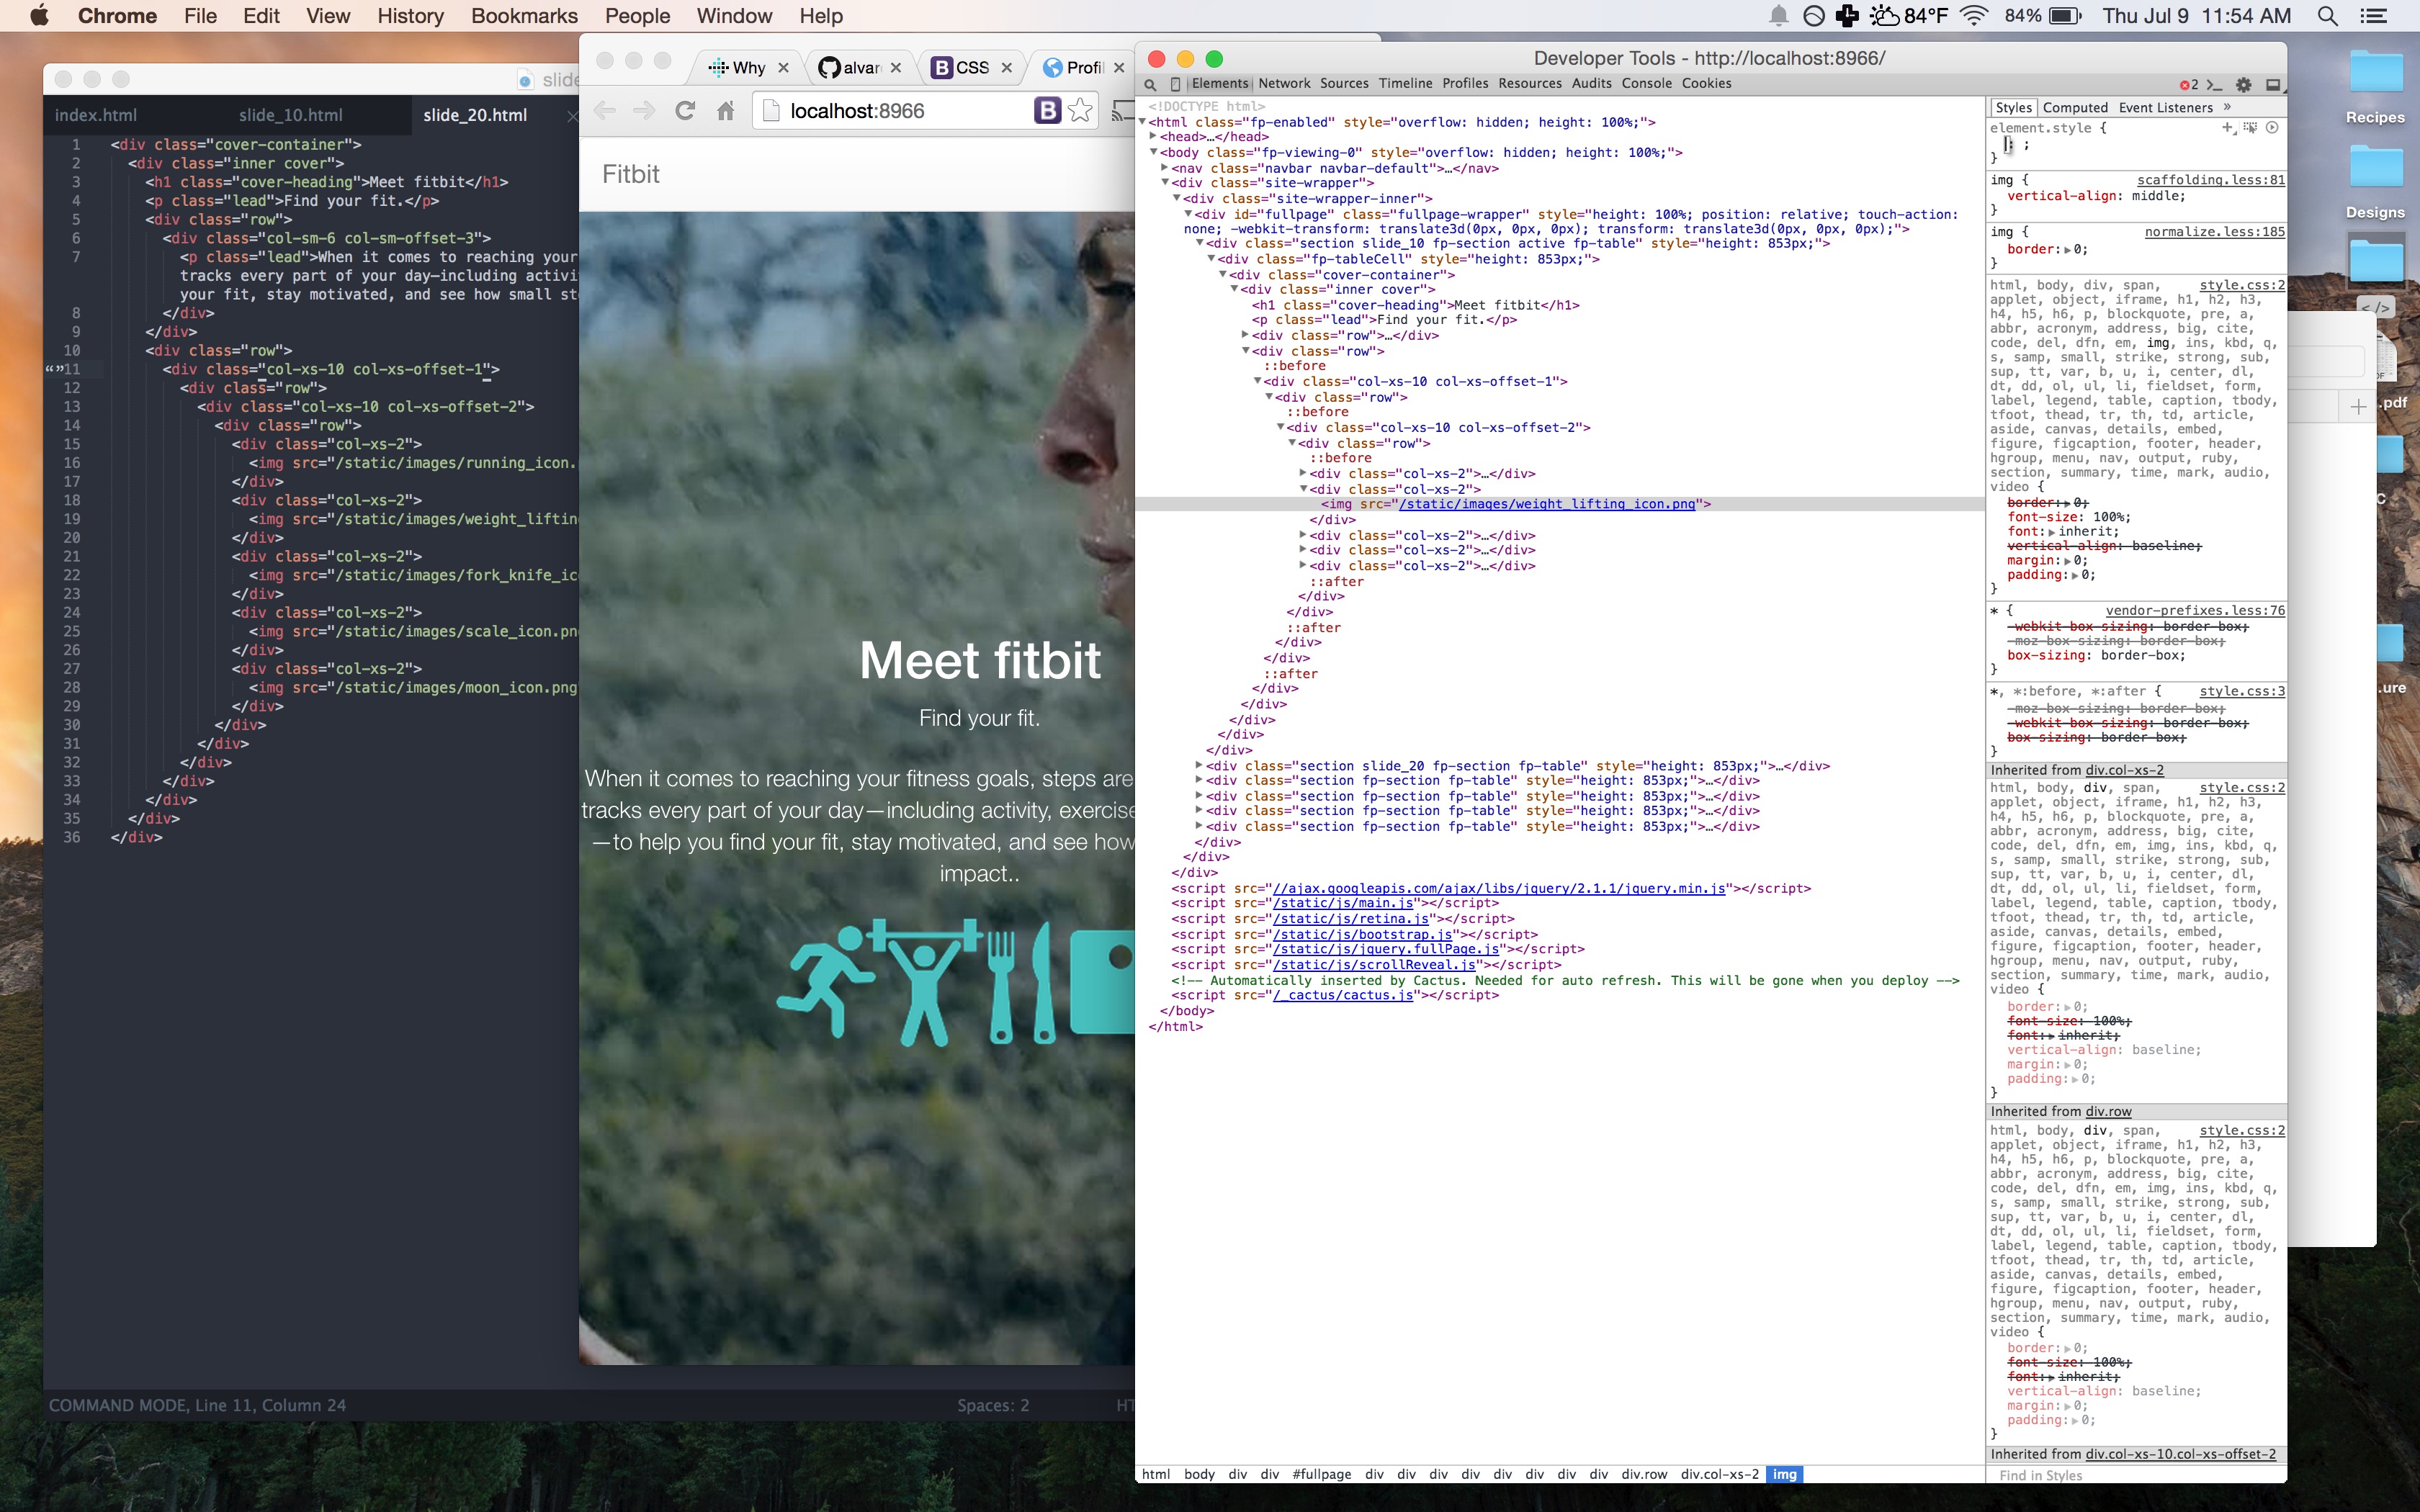 Chrome File Edit View History Bookmarks People Window Help
84°F 84% Thu Jul 9 11:54 AM
Recipes
Designs
</>
.pdf
.ure
slide
index.html slide_10.html slide_20.html
1 <div class="cover-container">
2 <div class="inner cover">
3 <h1 class="cover-heading">Meet fitbit</h1>
4 <p class="lead">Find your fit.</p>
5 <div class="row">
6 <div class="col-sm-6 col-sm-offset-3">
7 <p class="lead">When it comes to reaching your
tracks every part of your day—including activi
your fit, stay motivated, and see how small st
8 </div>
9 </div>
10 <div class="row">
11 <div class="col-xs-10 col-xs-offset-1">
12 <div class="row">
13 <div class="col-xs-10 col-xs-offset-2">
14 <div class="row">
15 <div class="col-xs-2">
16 <img src="/static/images/running_icon.
17 </div>
18 <div class="col-xs-2">
19 <img src="/static/images/weight_liftin
20 </div>
21 <div class="col-xs-2">
22 <img src="/static/images/fork_knife_ic
23 </div>
24 <div class="col-xs-2">
25 <img src="/static/images/scale_icon.pn
26 </div>
27 <div class="col-xs-2">
28 <img src="/static/images/moon_icon.png
29 </div>
30 </div>
31 </div>
32 </div>
33 </div>
34 </div>
35 </div>
36 </div>
COMMAND MODE, Line 11, Column 24 Spaces: 2 HT
Why alvar CSS Profi
localhost:8966
Fitbit
Meet fitbit
Find your fit.
When it comes to reaching your fitness goals, steps are
tracks every part of your day—including activity, exercise
—to help you find your fit, stay motivated, and see how
impact..
Developer Tools - http://localhost:8966/
Elements Network Sources Timeline Profiles Resources Audits Console Cookies
2
<!DOCTYPE html>
<html class="fp-enabled" style="overflow: hidden; height: 100%;">
<head>…</head>
<body class="fp-viewing-0" style="overflow: hidden; height: 100%;">
<nav class="navbar navbar-default">…</nav>
<div class="site-wrapper">
<div class="site-wrapper-inner">
<div id="fullpage" class="fullpage-wrapper" style="height: 100%; position: relative; touch-action:
none; -webkit-transform: translate3d(0px, 0px, 0px); transform: translate3d(0px, 0px, 0px);">
<div class="section slide_10 fp-section active fp-table" style="height: 853px;">
<div class="fp-tableCell" style="height: 853px;">
<div class="cover-container">
<div class="inner cover">
<h1 class="cover-heading">Meet fitbit</h1>
<p class="lead">Find your fit.</p>
<div class="row">…</div>
<div class="row">
::before
<div class="col-xs-10 col-xs-offset-1">
<div class="row">
::before
<div class="col-xs-10 col-xs-offset-2">
<div class="row">
::before
<div class="col-xs-2">…</div>
<div class="col-xs-2">
<img src="/static/images/weight_lifting_icon.png">
</div>
<div class="col-xs-2">…</div>
<div class="col-xs-2">…</div>
<div class="col-xs-2">…</div>
::after
</div>
</div>
::after
</div>
</div>
::after
</div>
</div>
</div>
</div>
</div>
<div class="section slide_20 fp-section fp-table" style="height: 853px;">…</div>
<div class="section fp-section fp-table" style="height: 853px;">…</div>
<div class="section fp-section fp-table" style="height: 853px;">…</div>
<div class="section fp-section fp-table" style="height: 853px;">…</div>
<div class="section fp-section fp-table" style="height: 853px;">…</div>
</div>
</div>
</div>
<script src="//ajax.googleapis.com/ajax/libs/jquery/2.1.1/jquery.min.js"></script>
<script src="/static/js/main.js"></script>
<script src="/static/js/retina.js"></script>
<script src="/static/js/bootstrap.js"></script>
<script src="/static/js/jquery.fullPage.js"></script>
<script src="/static/js/scrollReveal.js"></script>
<!-- Automatically inserted by Cactus. Needed for auto refresh. This will be gone when you deploy -->
<script src="/_cactus/cactus.js"></script>
</body>
</html>
html body div div #fullpage div div div div div div div div div.row div.col-xs-2 img
Styles Computed Event Listeners »
element.style {
: ;
}
img { scaffolding.less:81
vertical-align: middle;
}
img { normalize.less:185
border: 0;
}
html, body, div, span, style.css:2
applet, object, iframe, h1, h2, h3,
h4, h5, h6, p, blockquote, pre, a,
abbr, acronym, address, big, cite,
code, del, dfn, em, img, ins, kbd, q,
s, samp, small, strike, strong, sub,
sup, tt, var, b, u, i, center, dl,
dt, dd, ol, ul, li, fieldset, form,
label, legend, table, caption, tbody,
tfoot, thead, tr, th, td, article,
aside, canvas, details, embed,
figure, figcaption, footer, header,
hgroup, menu, nav, output, ruby,
section, summary, time, mark, audio,
video {
border: 0;
font-size: 100%;
font: inherit;
vertical-align: baseline;
margin: 0;
padding: 0;
}
* { vendor-prefixes.less:76
-webkit-box-sizing: border-box;
-moz-box-sizing: border-box;
box-sizing: border-box;
}
*, *:before, *:after { style.css:3
-moz-box-sizing: border-box;
-webkit-box-sizing: border-box;
box-sizing: border-box;
}
Inherited from div.col-xs-2
html, body, div, span, style.css:2
applet, object, iframe, h1, h2, h3,
h4, h5, h6, p, blockquote, pre, a,
abbr, acronym, address, big, cite,
code, del, dfn, em, img, ins, kbd, q,
s, samp, small, strike, strong, sub,
sup, tt, var, b, u, i, center, dl,
dt, dd, ol, ul, li, fieldset, form,
label, legend, table, caption, tbody,
tfoot, thead, tr, th, td, article,
aside, canvas, details, embed,
figure, figcaption, footer, header,
hgroup, menu, nav, output, ruby,
section, summary, time, mark, audio,
video {
border: 0;
font-size: 100%;
font: inherit;
vertical-align: baseline;
margin: 0;
padding: 0;
}
Inherited from div.row
html, body, div, span, style.css:2
applet, object, iframe, h1, h2, h3,
h4, h5, h6, p, blockquote, pre, a,
abbr, acronym, address, big, cite,
code, del, dfn, em, img, ins, kbd, q,
s, samp, small, strike, strong, sub,
sup, tt, var, b, u, i, center, dl,
dt, dd, ol, ul, li, fieldset, form,
label, legend, table, caption, tbody,
tfoot, thead, tr, th, td, article,
aside, canvas, details, embed,
figure, figcaption, footer, header,
hgroup, menu, nav, output, ruby,
section, summary, time, mark, audio,
video {
border: 0;
font-size: 100%;
font: inherit;
vertical-align: baseline;
margin: 0;
padding: 0;
}
Inherited from div.col-xs-10.col-xs-offset-2
Find in Styles